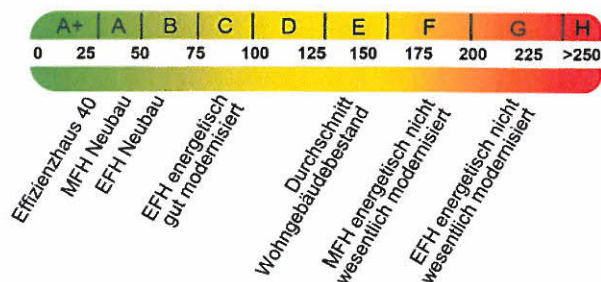 A+ A B C D E F G H
0 25 50 75 100 125 150 175 200 225 >250
Effizienzhaus 40
MFH Neubau
EFH Neubau
EFH energetisch
gut modernisiert
Durchschnitt
Wohngebäudebestand
MFH energetisch nicht
wesentlich modernisiert
EFH energetisch nicht
wesentlich modernisiert